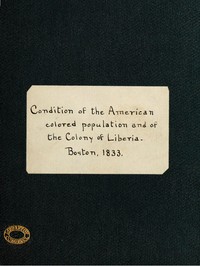 Condition of the American
colored population and of
the Colony of Liberia.
Boston, 1833.